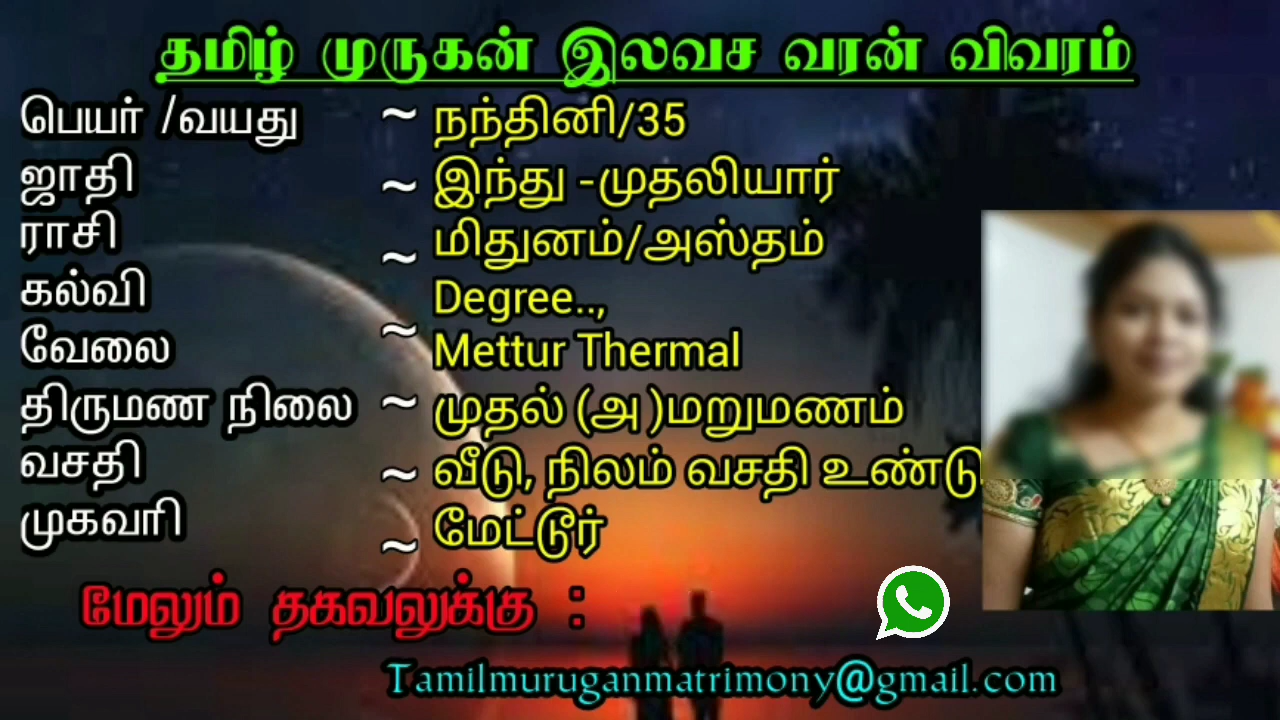 தமிழ் முருகன் இலவச வரன் விவரம்
பெயர் /வயது ~ நந்தினி/35
ஜாதி ~ இந்து -முதலியார்
ராசி ~ மிதுனம்/அஸ்தம்
கல்வி ~ Degree..,
வேலை Mettur Thermal
திருமண நிலை ~ முதல் (அ )மறுமணம்
வசதி ~ வீடு, நிலம் வசதி உண்டு
முகவரி ~ மேட்டூர்
மேலும் தகவலுக்கு :
Tamilmuruganmatrimony@gmail.com